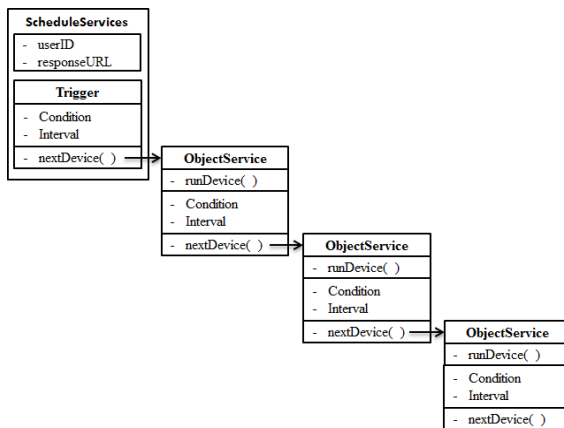 ScheduleServices
- userID
- responseURL
Trigger
- Condition
- Interval
- nextDevice( )
ObjectService
- runDevice( )
- Condition
- Interval
- nextDevice( )
ObjectService
- runDevice( )
- Condition
- Interval
- nextDevice( )
ObjectService
- runDevice( )
- Condition
- Interval
- nextDevice( )